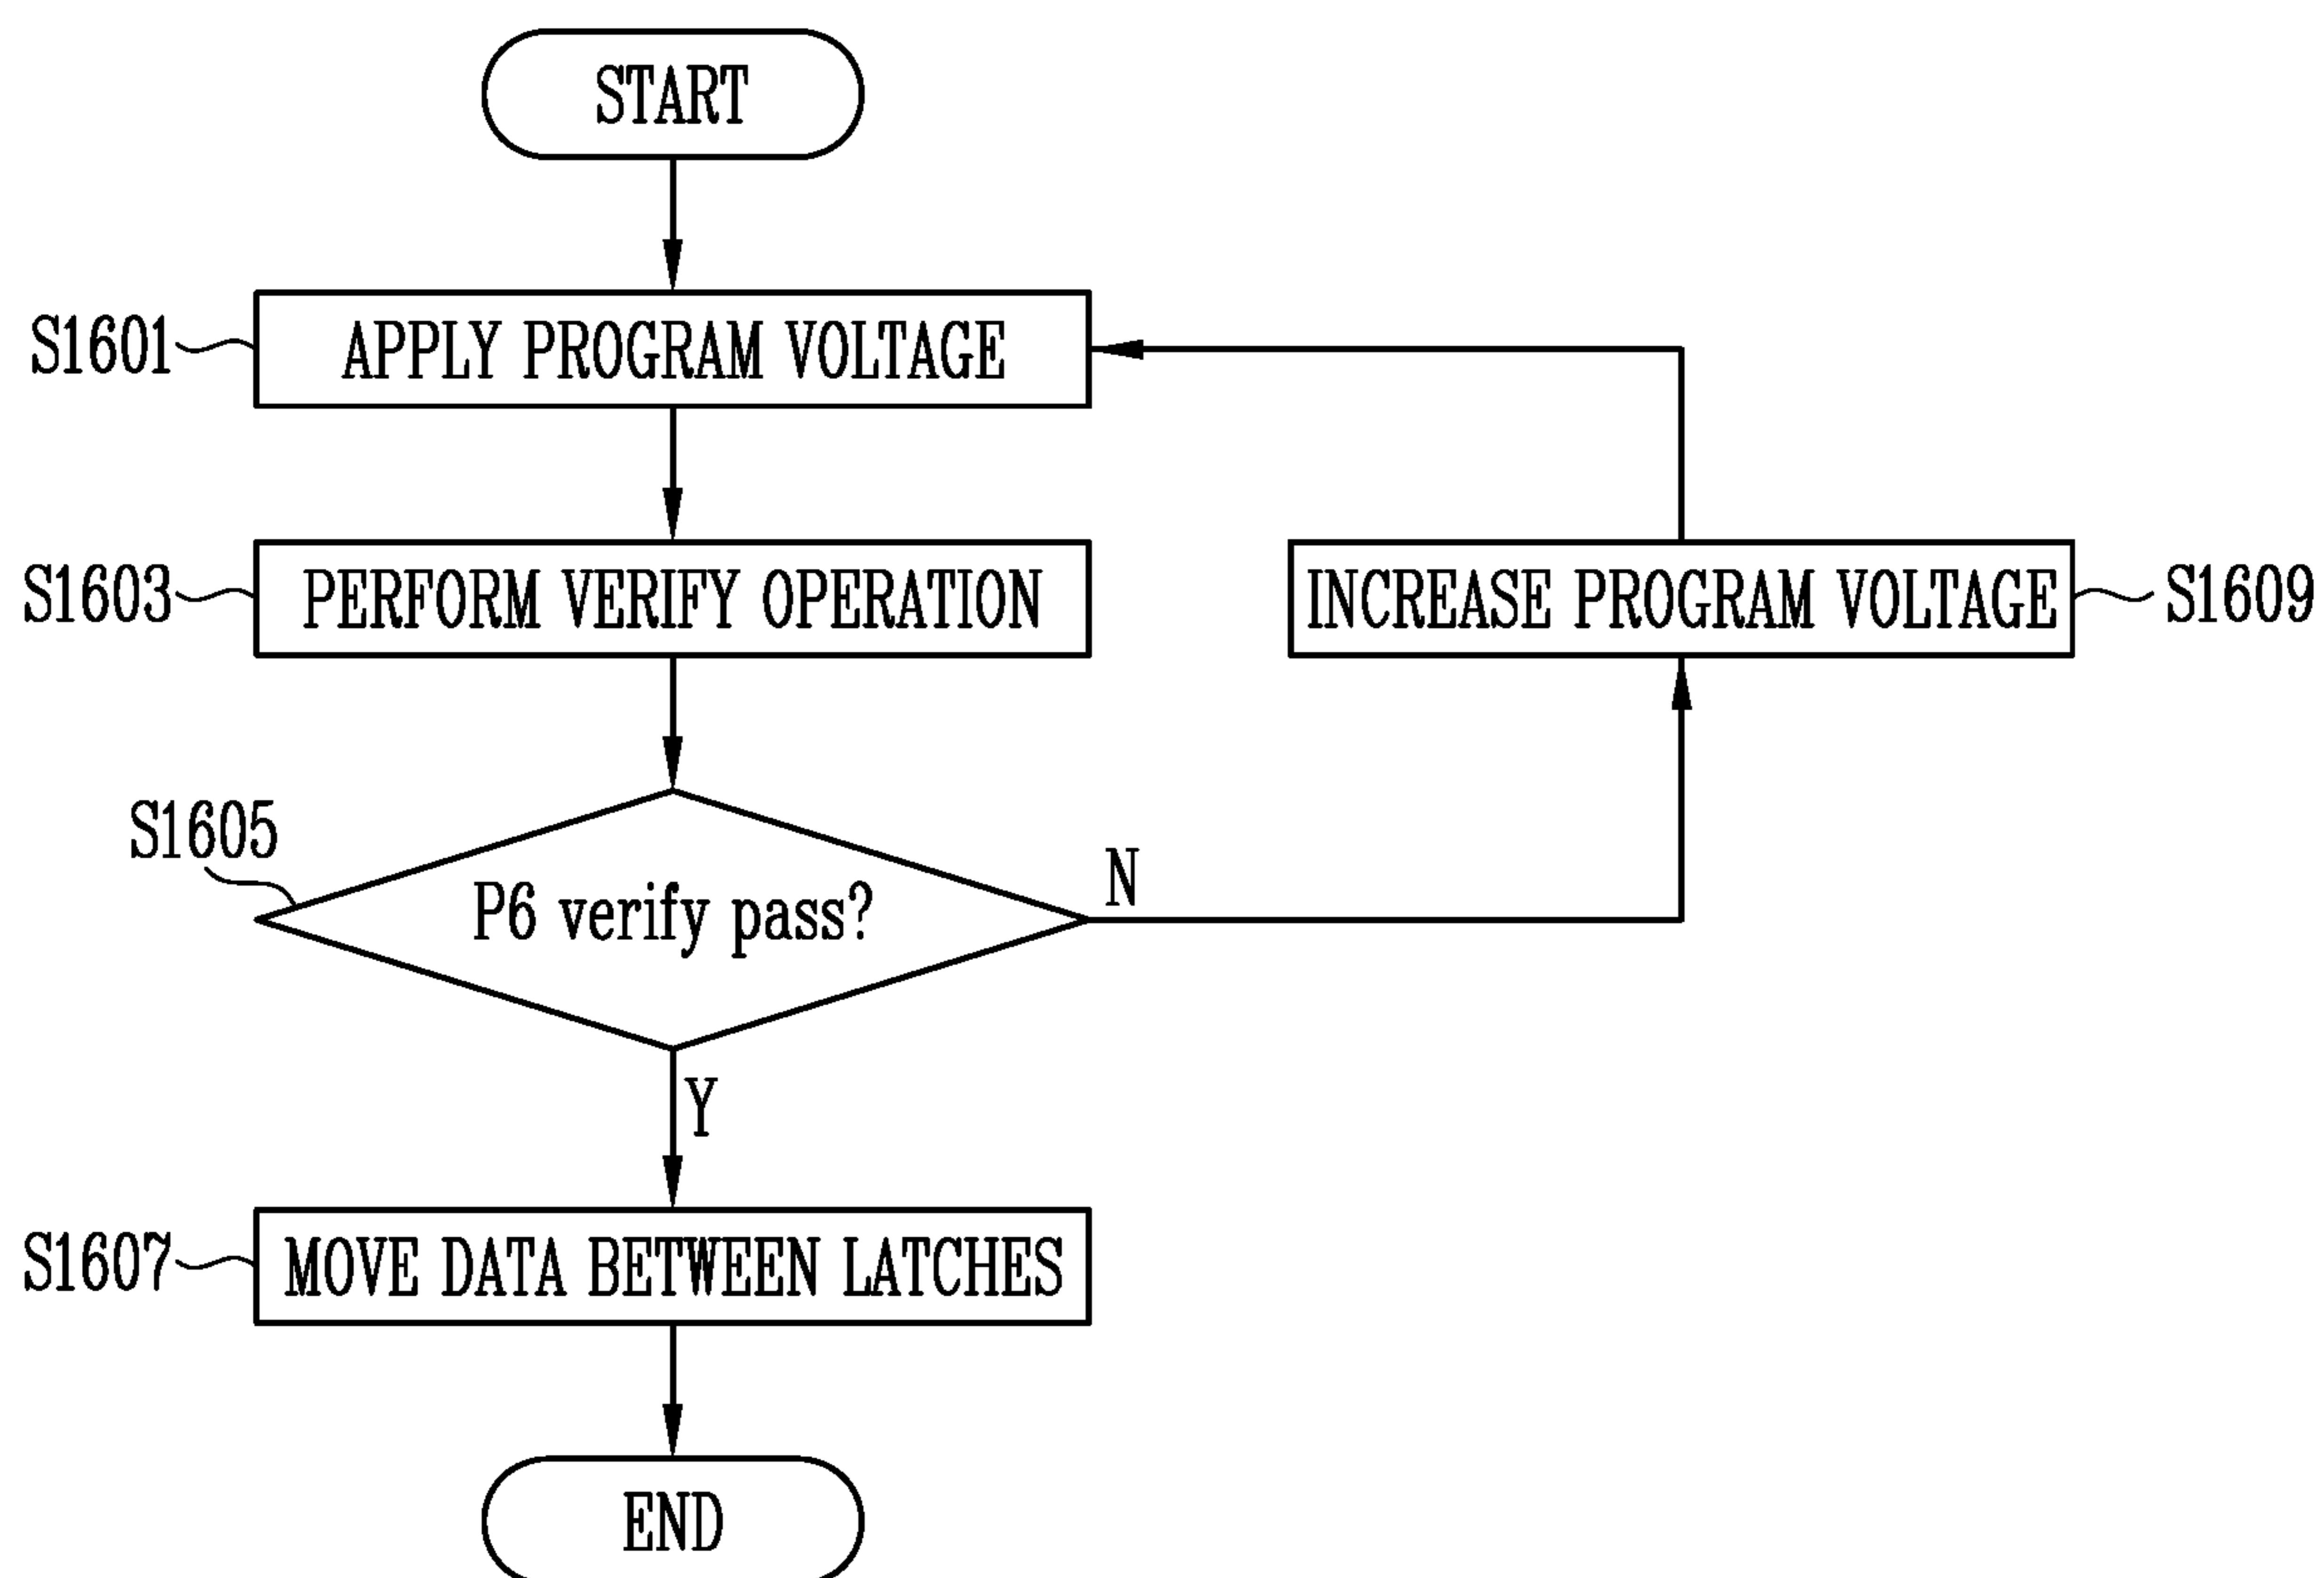 START
S1601 APPLY PROGRAM VOLTAGE
S1603 PERFORM VERIFY OPERATION
INCREASE PROGRAM VOLTAGE S1609
S1605
P6 verify pass?
N
Y
S1607 MOVE DATA BETWEEN LATCHES
END